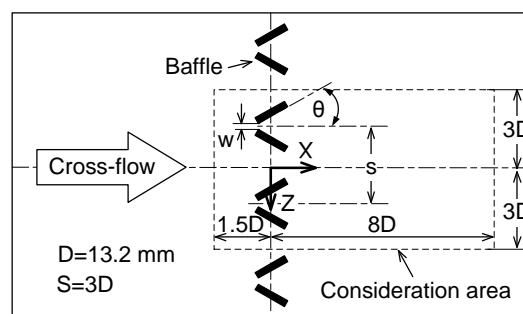 Baffle
θ
w
Cross-flow
X
s
3D
Z
3D
1.5D
8D
D=13.2 mm
S=3D
Consideration area